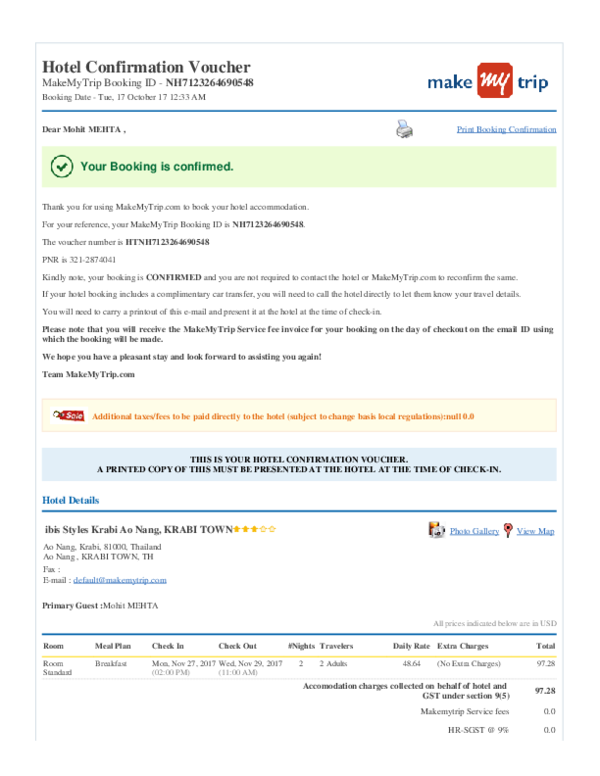 Hotel Confirmation Voucher
MakeMyTrip Booking ID - NH7123264690548
Booking Date - Tue, 17 October 17 12:33 AM
make my trip
Dear Mohit MEHTA ,
Print Booking Confirmation
Your Booking is confirmed.
Thank you for using MakeMyTrip.com to book your hotel accommodation.
For your reference, your MakeMyTrip Booking ID is NH7123264690548.
The voucher number is HTNH7123264690548
PNR is 321-2874041
Kindly note, your booking is CONFIRMED and you are not required to contact the hotel or MakeMyTrip.com to reconfirm the same.
If your hotel booking includes a complimentary car transfer, you will need to call the hotel directly to let them know your travel details.
You will need to carry a printout of this e-mail and present it at the hotel at the time of check-in.
Please note that you will receive the MakeMyTrip Service fee invoice for your booking on the day of checkout on the email ID using
which the booking will be made.
We hope you have a pleasant stay and look forward to assisting you again!
Team MakeMyTrip.com
Sale Additional taxes/fees to be paid directly to the hotel (subject to change basis local regulations):null 0.0
THIS IS YOUR HOTEL CONFIRMATION VOUCHER.
A PRINTED COPY OF THIS MUST BE PRESENTED AT THE HOTEL AT THE TIME OF CHECK-IN.
Hotel Details
ibis Styles Krabi Ao Nang, KRABI TOWN
Photo Gallery View Map
Ao Nang, Krabi, 81000, Thailand
Ao Nang , KRABI TOWN, TH
Fax :
E-mail : default@makemytrip.com
Primary Guest :Mohit MEHTA
All prices indicated below are in USD
Room Meal Plan Check In Check Out #Nights Travelers Daily Rate Extra Charges Total
Room Breakfast Mon, Nov 27, 2017 Wed, Nov 29, 2017 2 2 Adults 48.64 (No Extra Charges) 97.28
Standard (02:00 PM) (11:00 AM)
Accomodation charges collected on behalf of hotel and
GST under section 9(5) 97.28
Makemytrip Service fees 0.0
HR-SGST @ 9% 0.0